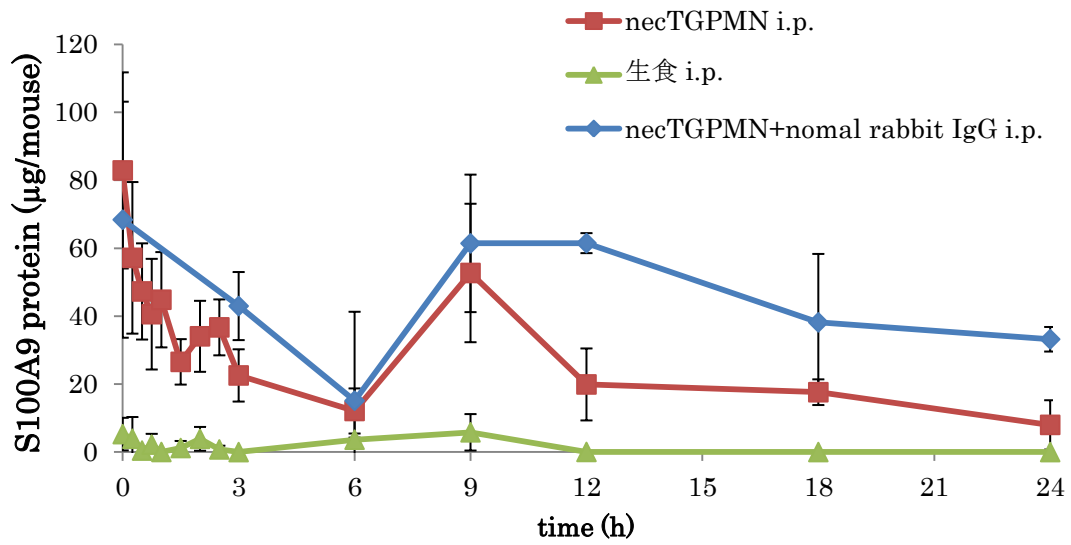 necTGPMN i.p.
生食 i.p.
necTGPMN+nomal rabbit IgG i.p.
S100A9 protein (µg/mouse)
120
100
80
60
40
20
0
0 3 6 9 12 15 18 21 24
time (h)